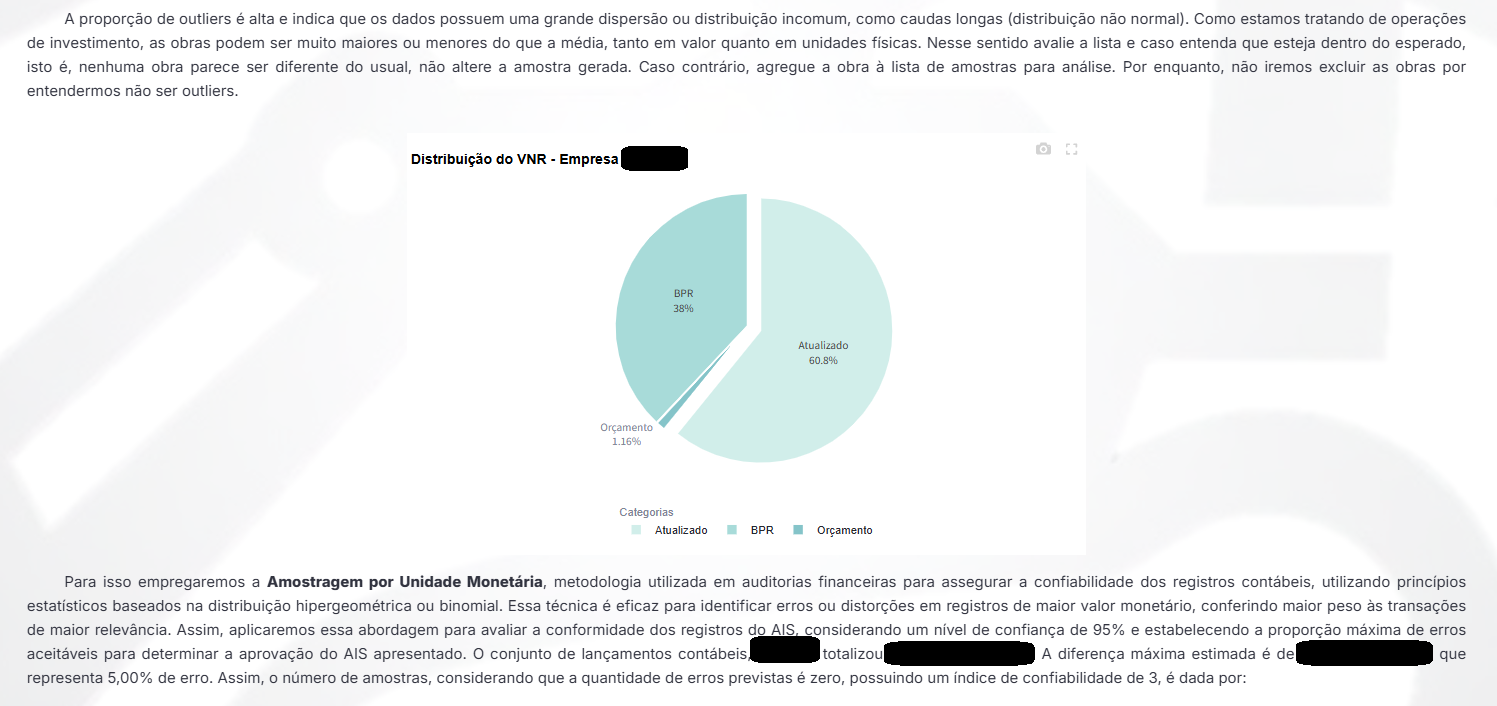 A proporção de outliers é alta e indica que os dados possuem uma grande dispersão ou distribuição incomum, como caudas longas (distribuição não normal). Como estamos tratando de operações
de investimento, as obras podem ser muito maiores ou menores do que a média, tanto em valor quanto em unidades físicas. Nesse sentido avalie a lista e caso entenda que esteja dentro do esperado,
isto é, nenhuma obra parece ser diferente do usual, não altere a amostra gerada. Caso contrário, agregue a obra à lista de amostras para análise. Por enquanto, não iremos excluir as obras por
entendermos não ser outliers.
Distribuição do VNR - Empresa
BPR
38%
Atualizado
60.8%
Orçamento
1.16%
Categorias
Atualizado BPR Orçamento
Para isso empregaremos a Amostragem por Unidade Monetária, metodologia utilizada em auditorias financeiras para assegurar a confiabilidade dos registros contábeis, utilizando princípios
estatísticos baseados na distribuição hipergeométrica ou binomial. Essa técnica é eficaz para identificar erros ou distorções em registros de maior valor monetário, conferindo maior peso às transações
de maior relevância. Assim, aplicaremos essa abordagem para avaliar a conformidade dos registros do AIS, considerando um nível de confiança de 95% e estabelecendo a proporção máxima de erros
aceitáveis para determinar a aprovação do AIS apresentado. O conjunto de lançamentos contábeis, totalizou A diferença máxima estimada é de que
representa 5,00% de erro. Assim, o número de amostras, considerando que a quantidade de erros previstas é zero, possuindo um índice de confiabilidade de 3, é dada por: